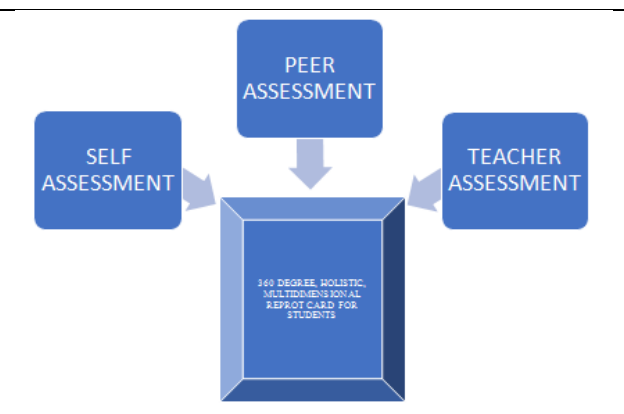 PEER
ASSESSMENT
SELF
ASSESSMENT
TEACHER
ASSESSMENT
360 DEGREE, HOLISTIC,
MULTIDIMENSIONAL
REPROT CARD FOR
STUDENTS